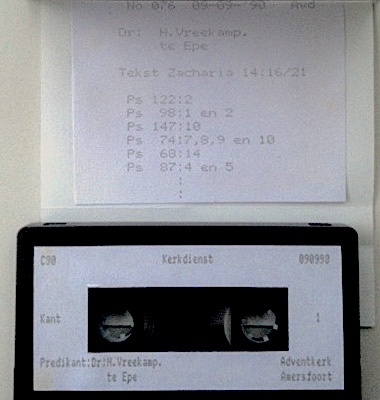 No 076 09-09-'90 Avd
Dr: H.Vreekamp.
te Epe
Tekst Zacharia 14:16/21
Ps 122:2
Ps 98:1 en 2
Ps 147:10
Ps 74:7,8,9 en 10
Ps 68:14
Ps 87:4 en 5
:
:
C90 Kerkdienst 090990
Kant 1
Predikant:Dr:H.Vreekamp. Adventkerk
te Epe Amersfoort